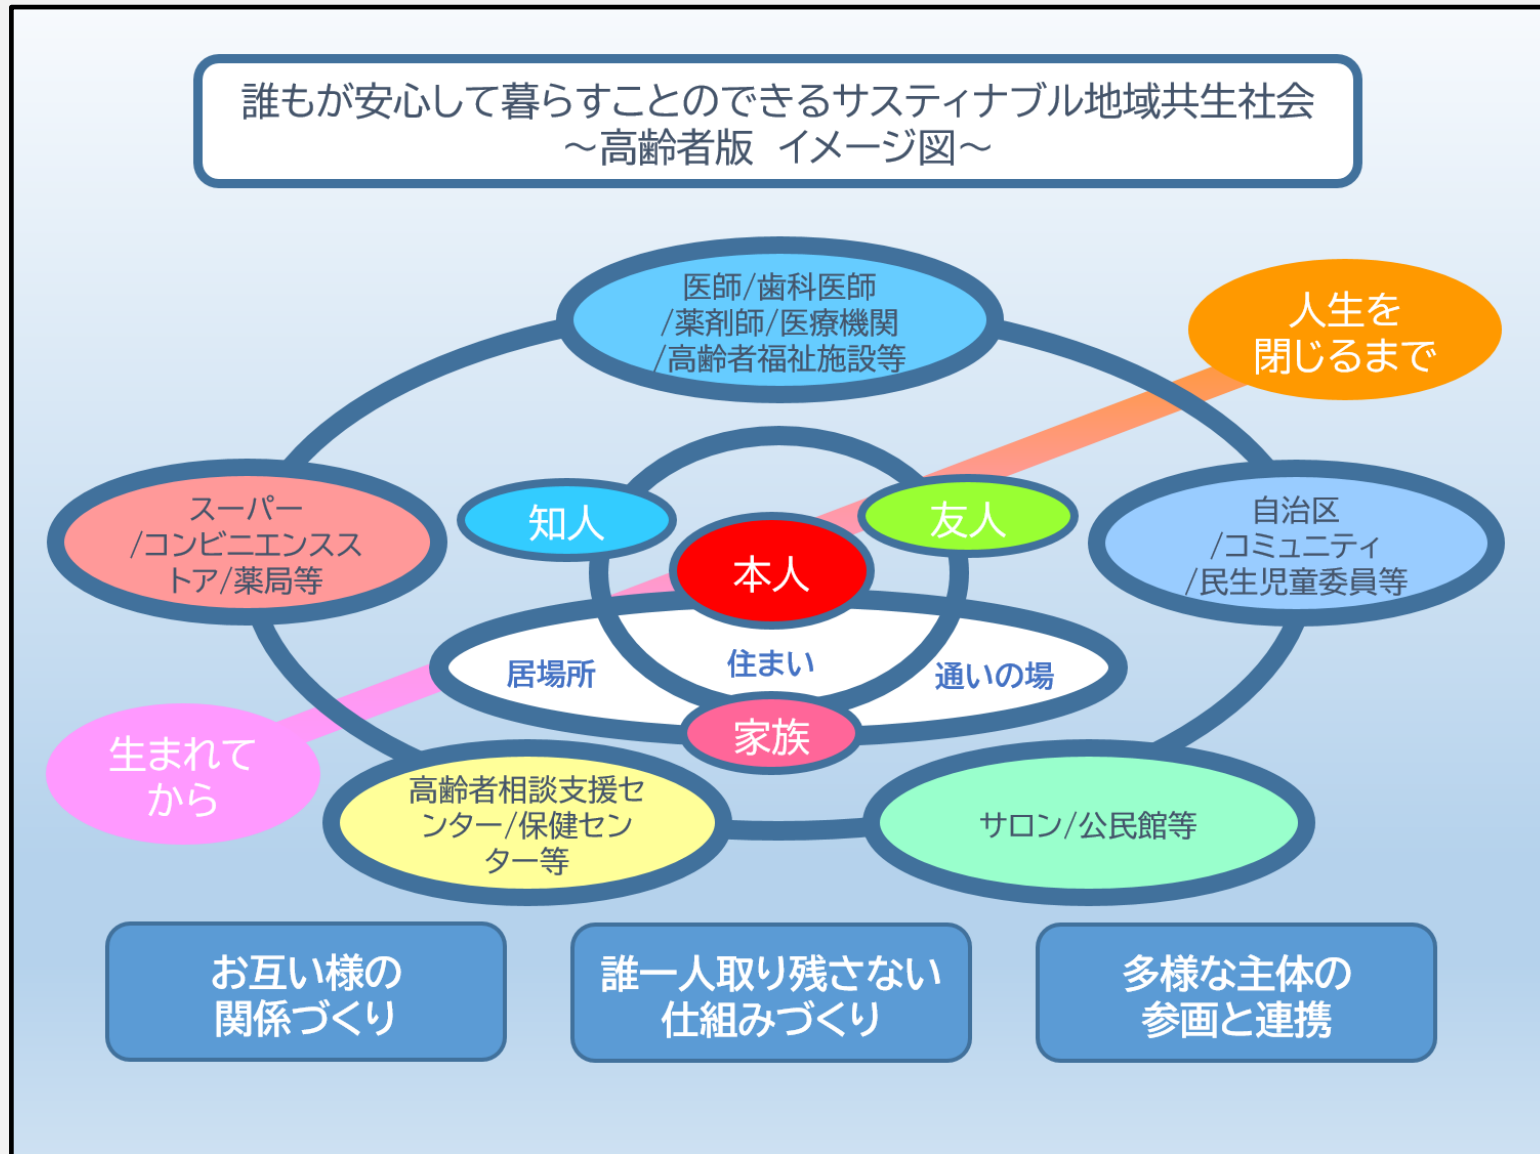 誰もが安心して暮らすことのできるサスティナブル地域共生社会
～高齢者版　イメージ図～
医師/歯科医師
/薬剤師/医療機関
/高齢者福祉施設等
人生を
閉じるまで
スーパー
/コンビニエンスス
トア/薬局等
知人
友人
本人
自治区
/コミュニティ
/民生児童委員等
居場所
住まい
通いの場
家族
生まれて
から
高齢者相談支援セ
ンター/保健セン
ター等
サロン/公民館等
お互い様の
関係づくり
誰一人取り残さない
仕組みづくり
多様な主体の
参画と連携